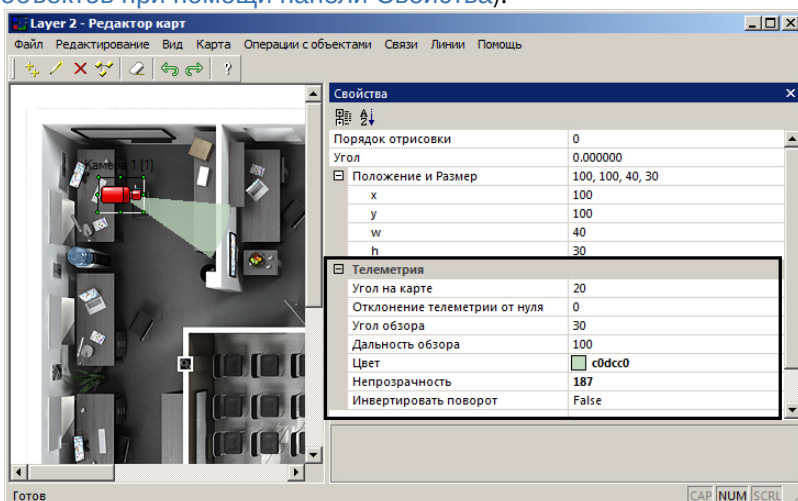 объектов при помощи панели Свойства).
Layer 2 - Редактор карт
Файл Редактирование Вид Карта Операции с объектами Связи Линии Помощь
Свойства
Порядок отрисовки 0
Угол 0.000000
Положение и Размер 100, 100, 40, 30
x 100
y 100
w 40
h 30
Телеметрия
Угол на карте 20
Отклонение телеметрии от нуля 0
Угол обзора 30
Дальность обзора 100
Цвет c0dcc0
Непрозрачность 187
Инвертировать поворот False
Камера 1 [1]
Готов
CAP NUM SCRL